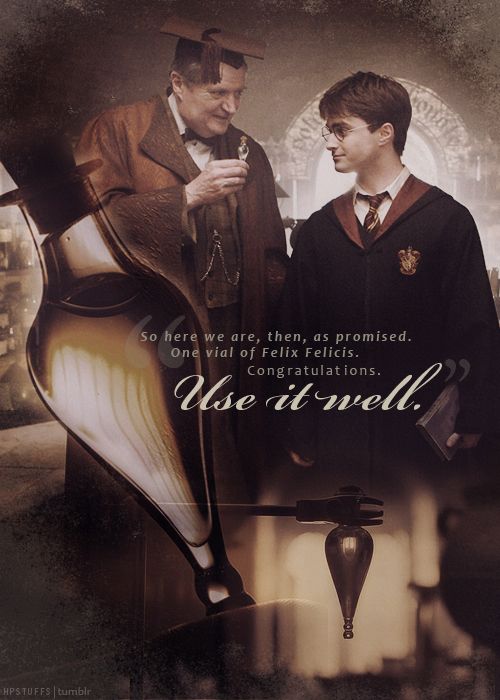 “So here we are, then, as promised.
One vial of Felix Felicis.
Congratulations.
Use it well.”
HPSTUFFS | tumblr